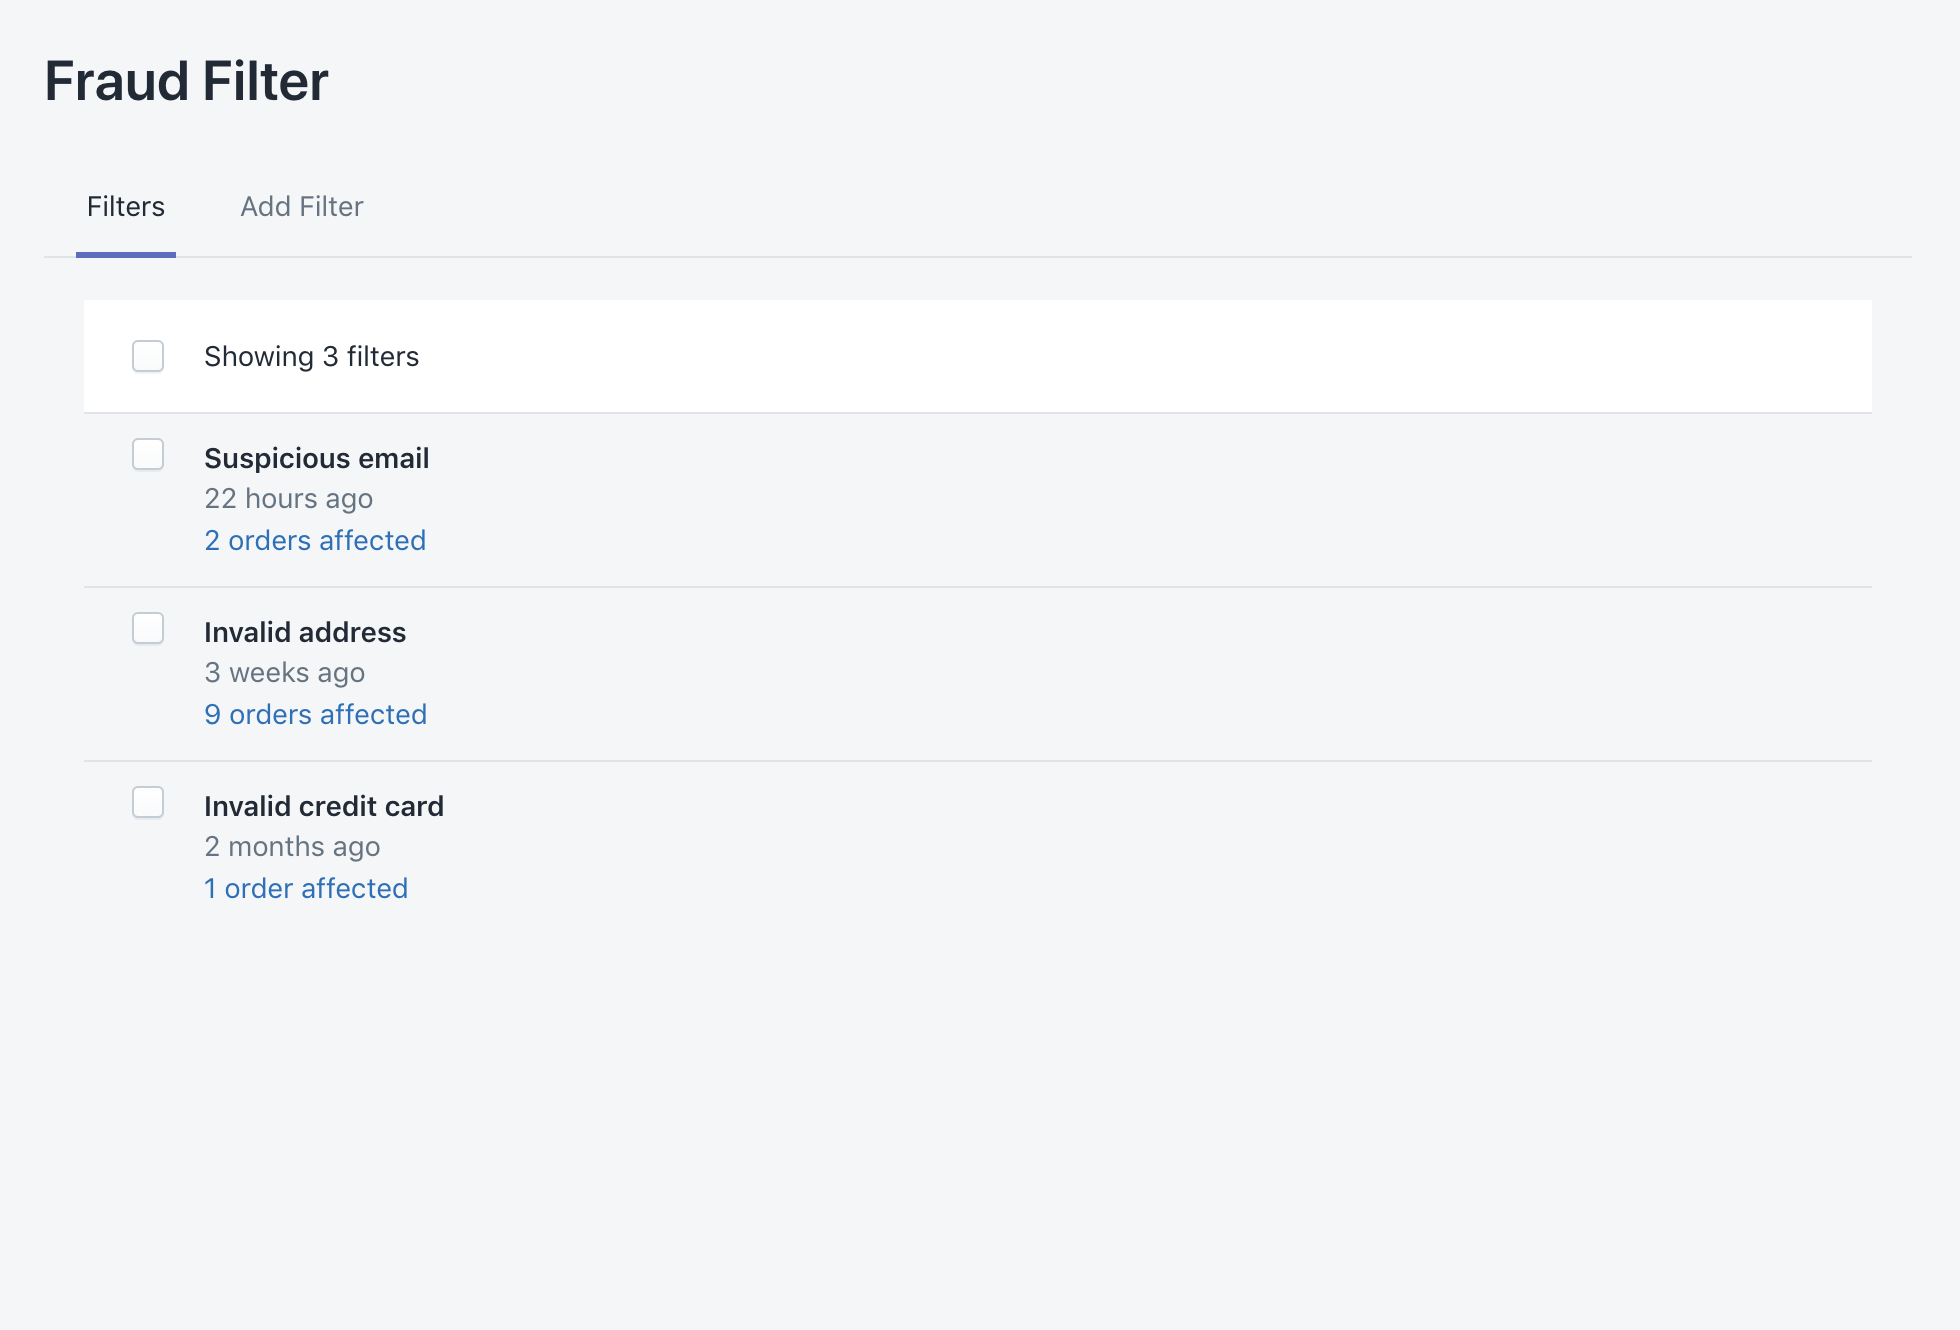 Fraud Filter
Filters
Add Filter
Showing 3 filters
Suspicious email
22 hours ago
2 orders affected
Invalid address
3 weeks ago
9 orders affected
Invalid credit card
2 months ago
1 order affected